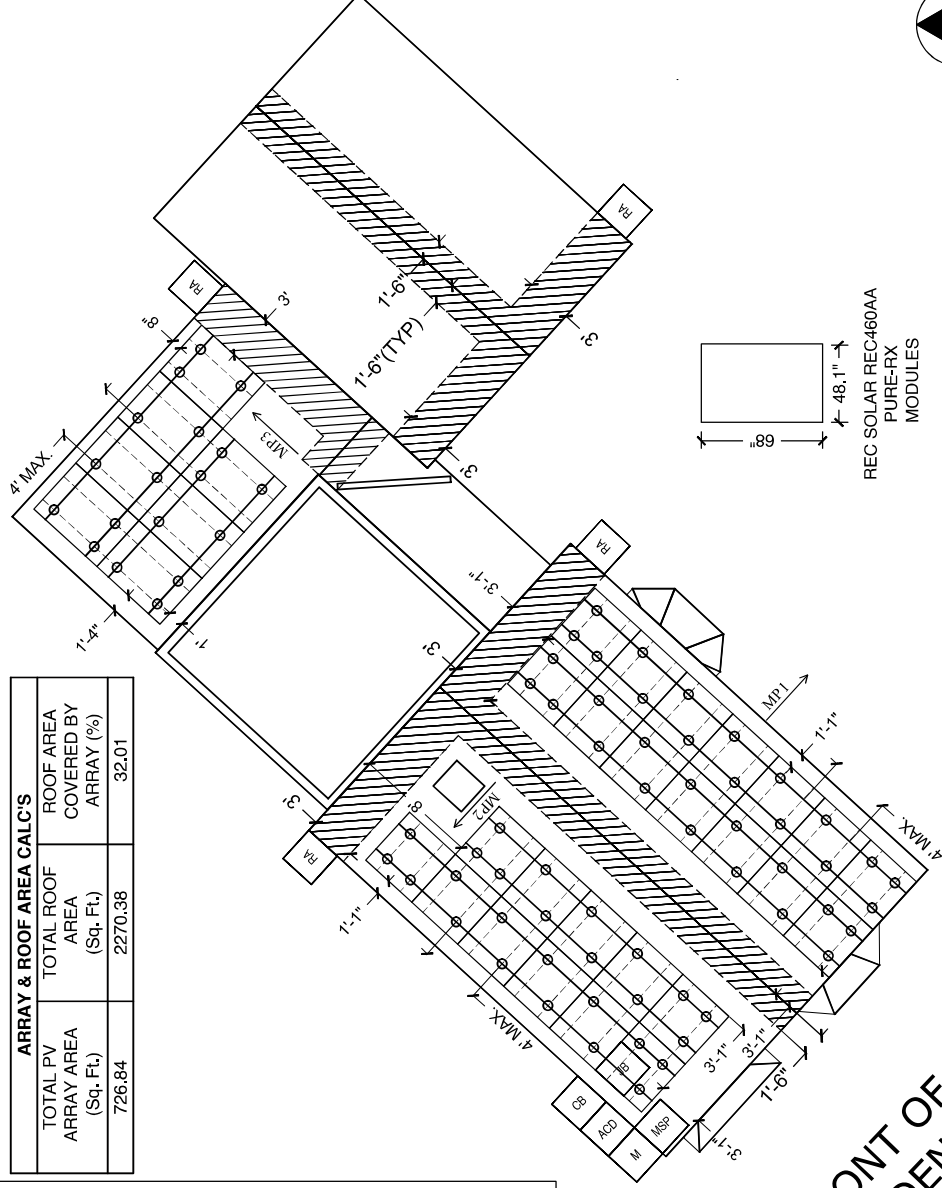 ARRAY & ROOF AREA CALC'S
TOTAL PV ARRAY AREA (Sq. Ft.)
TOTAL ROOF AREA (Sq. Ft.)
ROOF AREA COVERED BY ARRAY (%)
726.84
2270.38
32.01
RA
8"
3'
4' MAX.
MP3
1'-4"
1'
1'-6"
1'-6"(TYP)
RA
3'
3'
3'-1"
RA
3'
3'
RA
MP2
8"
1'-1"
4' MAX.
MP1
1'-1"
4' MAX.
JB
CB
ACD
M
MSP
3'-1"
3'-1"
1'-6"
3'-1"
68"
48.1"
REC SOLAR REC460AA
PURE-RX
MODULES
ONT OF
DEN